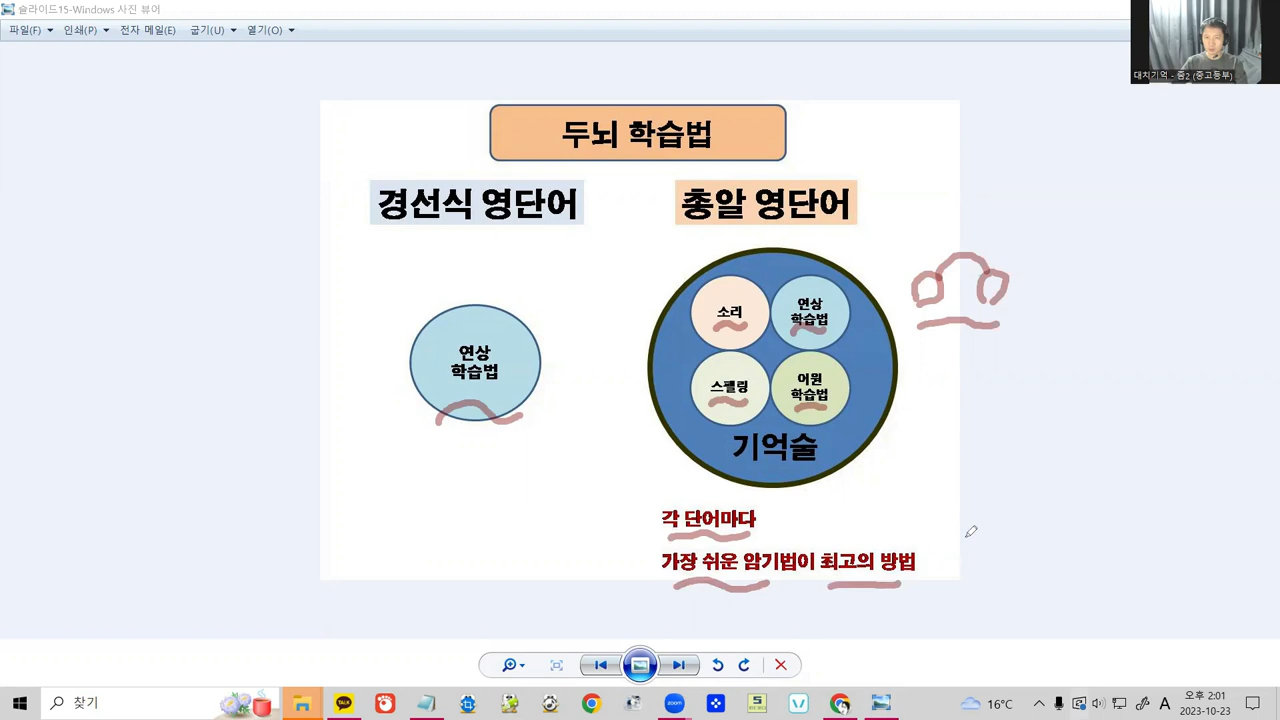 슬라이드15-Windows 사진 뷰어
파일(F) 인쇄(P) 전자 메일(E) 굽기(U) 열기(O)
대치기억 - 줌2 (중고등부)
두뇌 학습법
경선식 영단어
총알 영단어
연상
학습법
소리
연상
학습법
스펠링
어원
학습법
기억술
각 단어마다
가장 쉬운 암기법이 최고의 방법
찾기
TALK
zoom
16°C
A
오후 2:01
2023-10-23